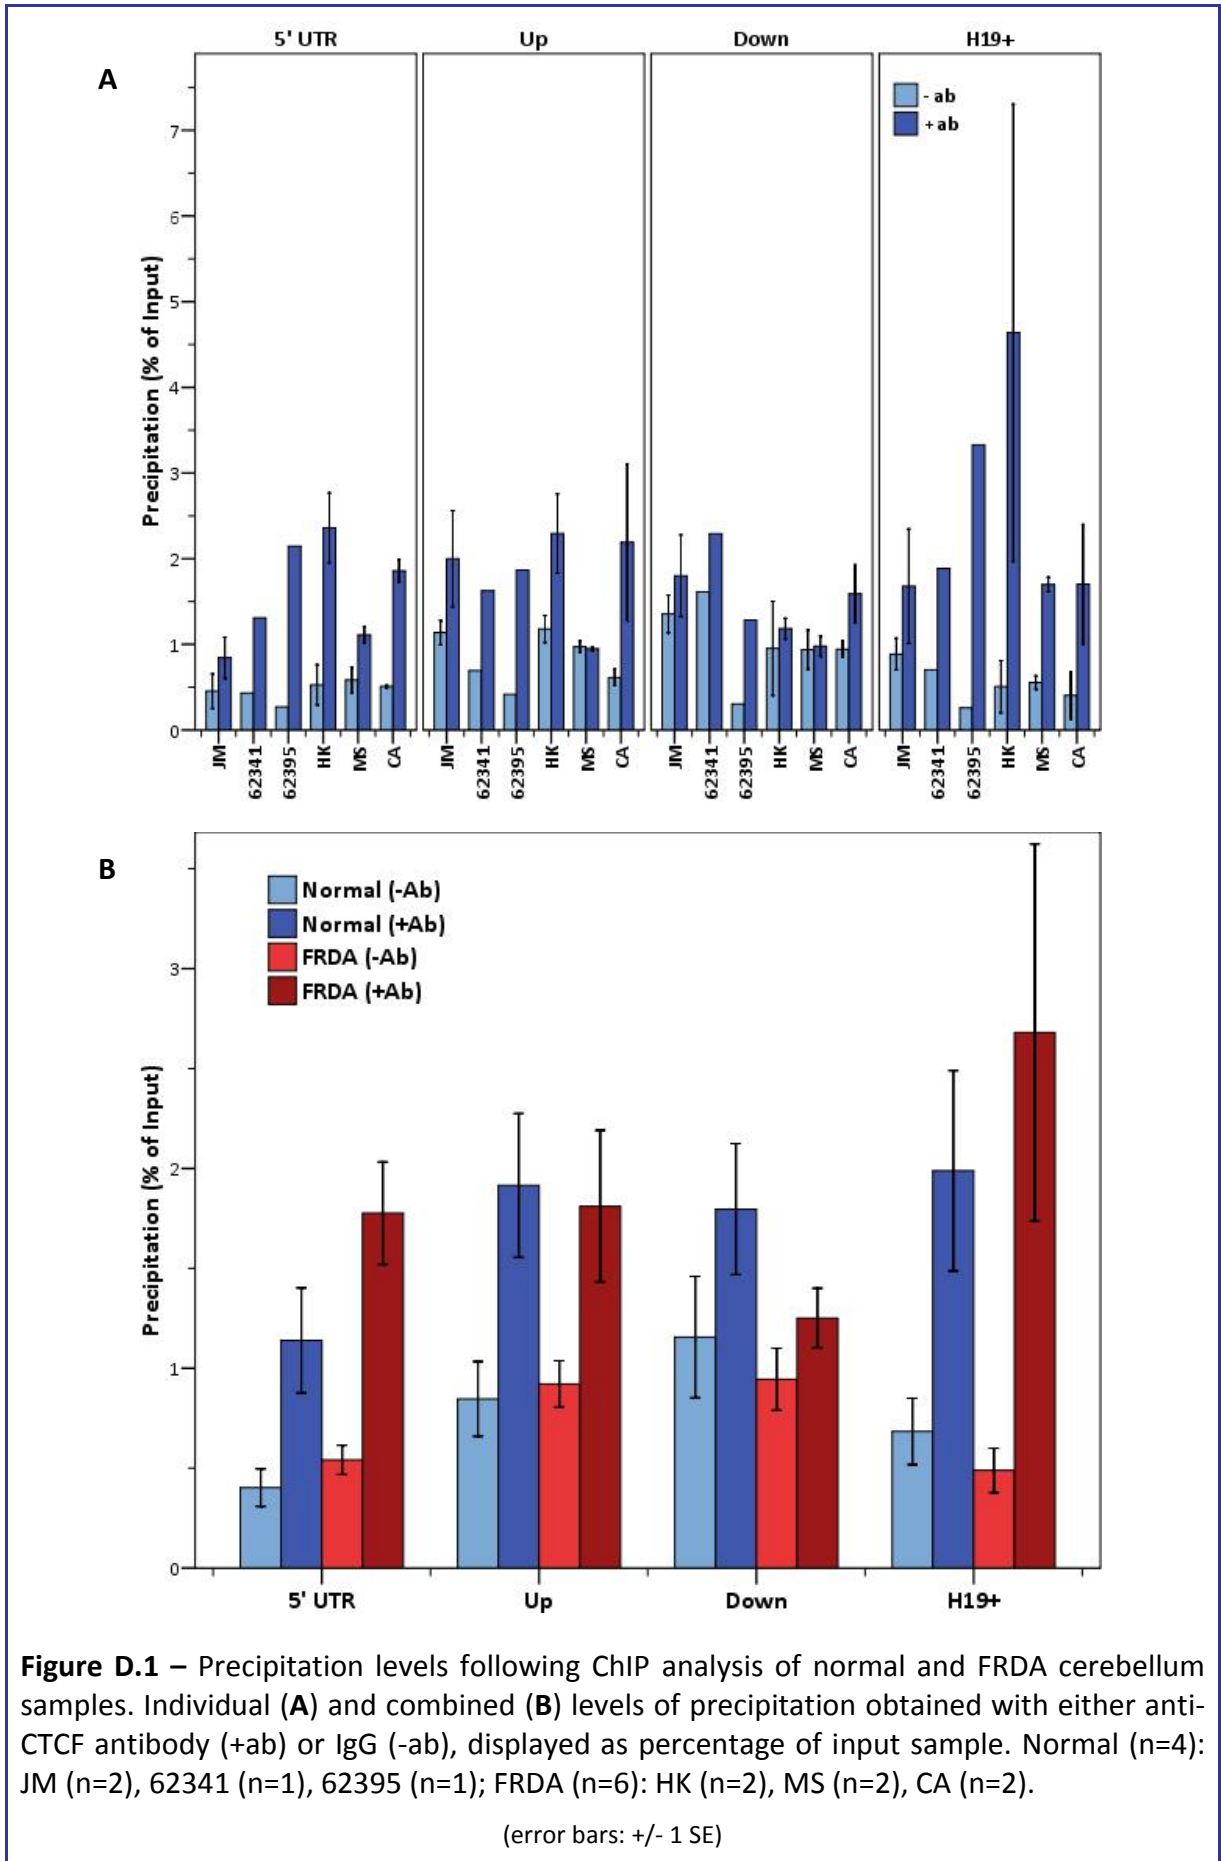 5' UTR Up Down H19+
A
- ab
+ ab
7
6
5
4
3
2
1
0
Precipitation (% of Input)
JM 62341 62395 HK MS CA JM 62341 62395 HK MS CA JM 62341 62395 HK MS CA JM 62341 62395 HK MS CA
B
Normal (-Ab)
Normal (+Ab)
FRDA (-Ab)
FRDA (+Ab)
3
2
1
0
Precipitation (% of Input)
5' UTR Up Down H19+
Figure D.1 – Precipitation levels following ChIP analysis of normal and FRDA cerebellum
samples. Individual (A) and combined (B) levels of precipitation obtained with either anti-
CTCF antibody (+ab) or IgG (-ab), displayed as percentage of input sample. Normal (n=4):
JM (n=2), 62341 (n=1), 62395 (n=1); FRDA (n=6): HK (n=2), MS (n=2), CA (n=2).
(error bars: +/- 1 SE)